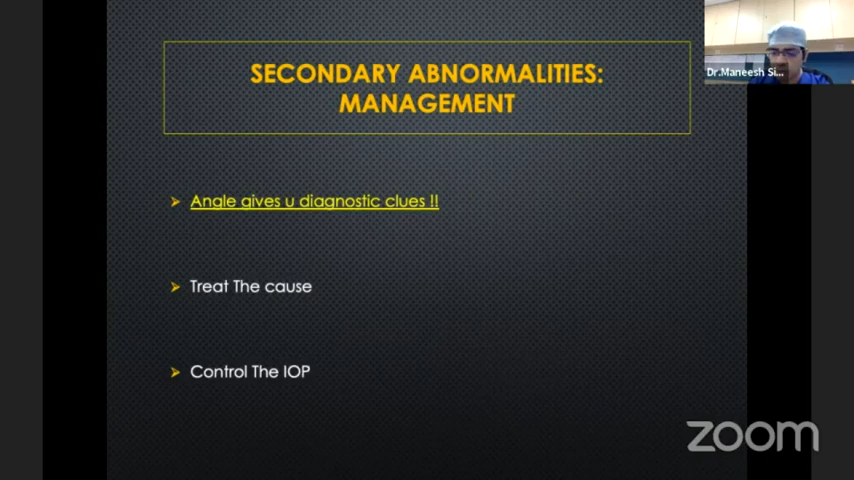 SECONDARY ABNORMALITIES:
MANAGEMENT
Dr.Maneesh Si...
Angle gives u diagnostic clues !!
Treat The cause
Control The IOP
zoom